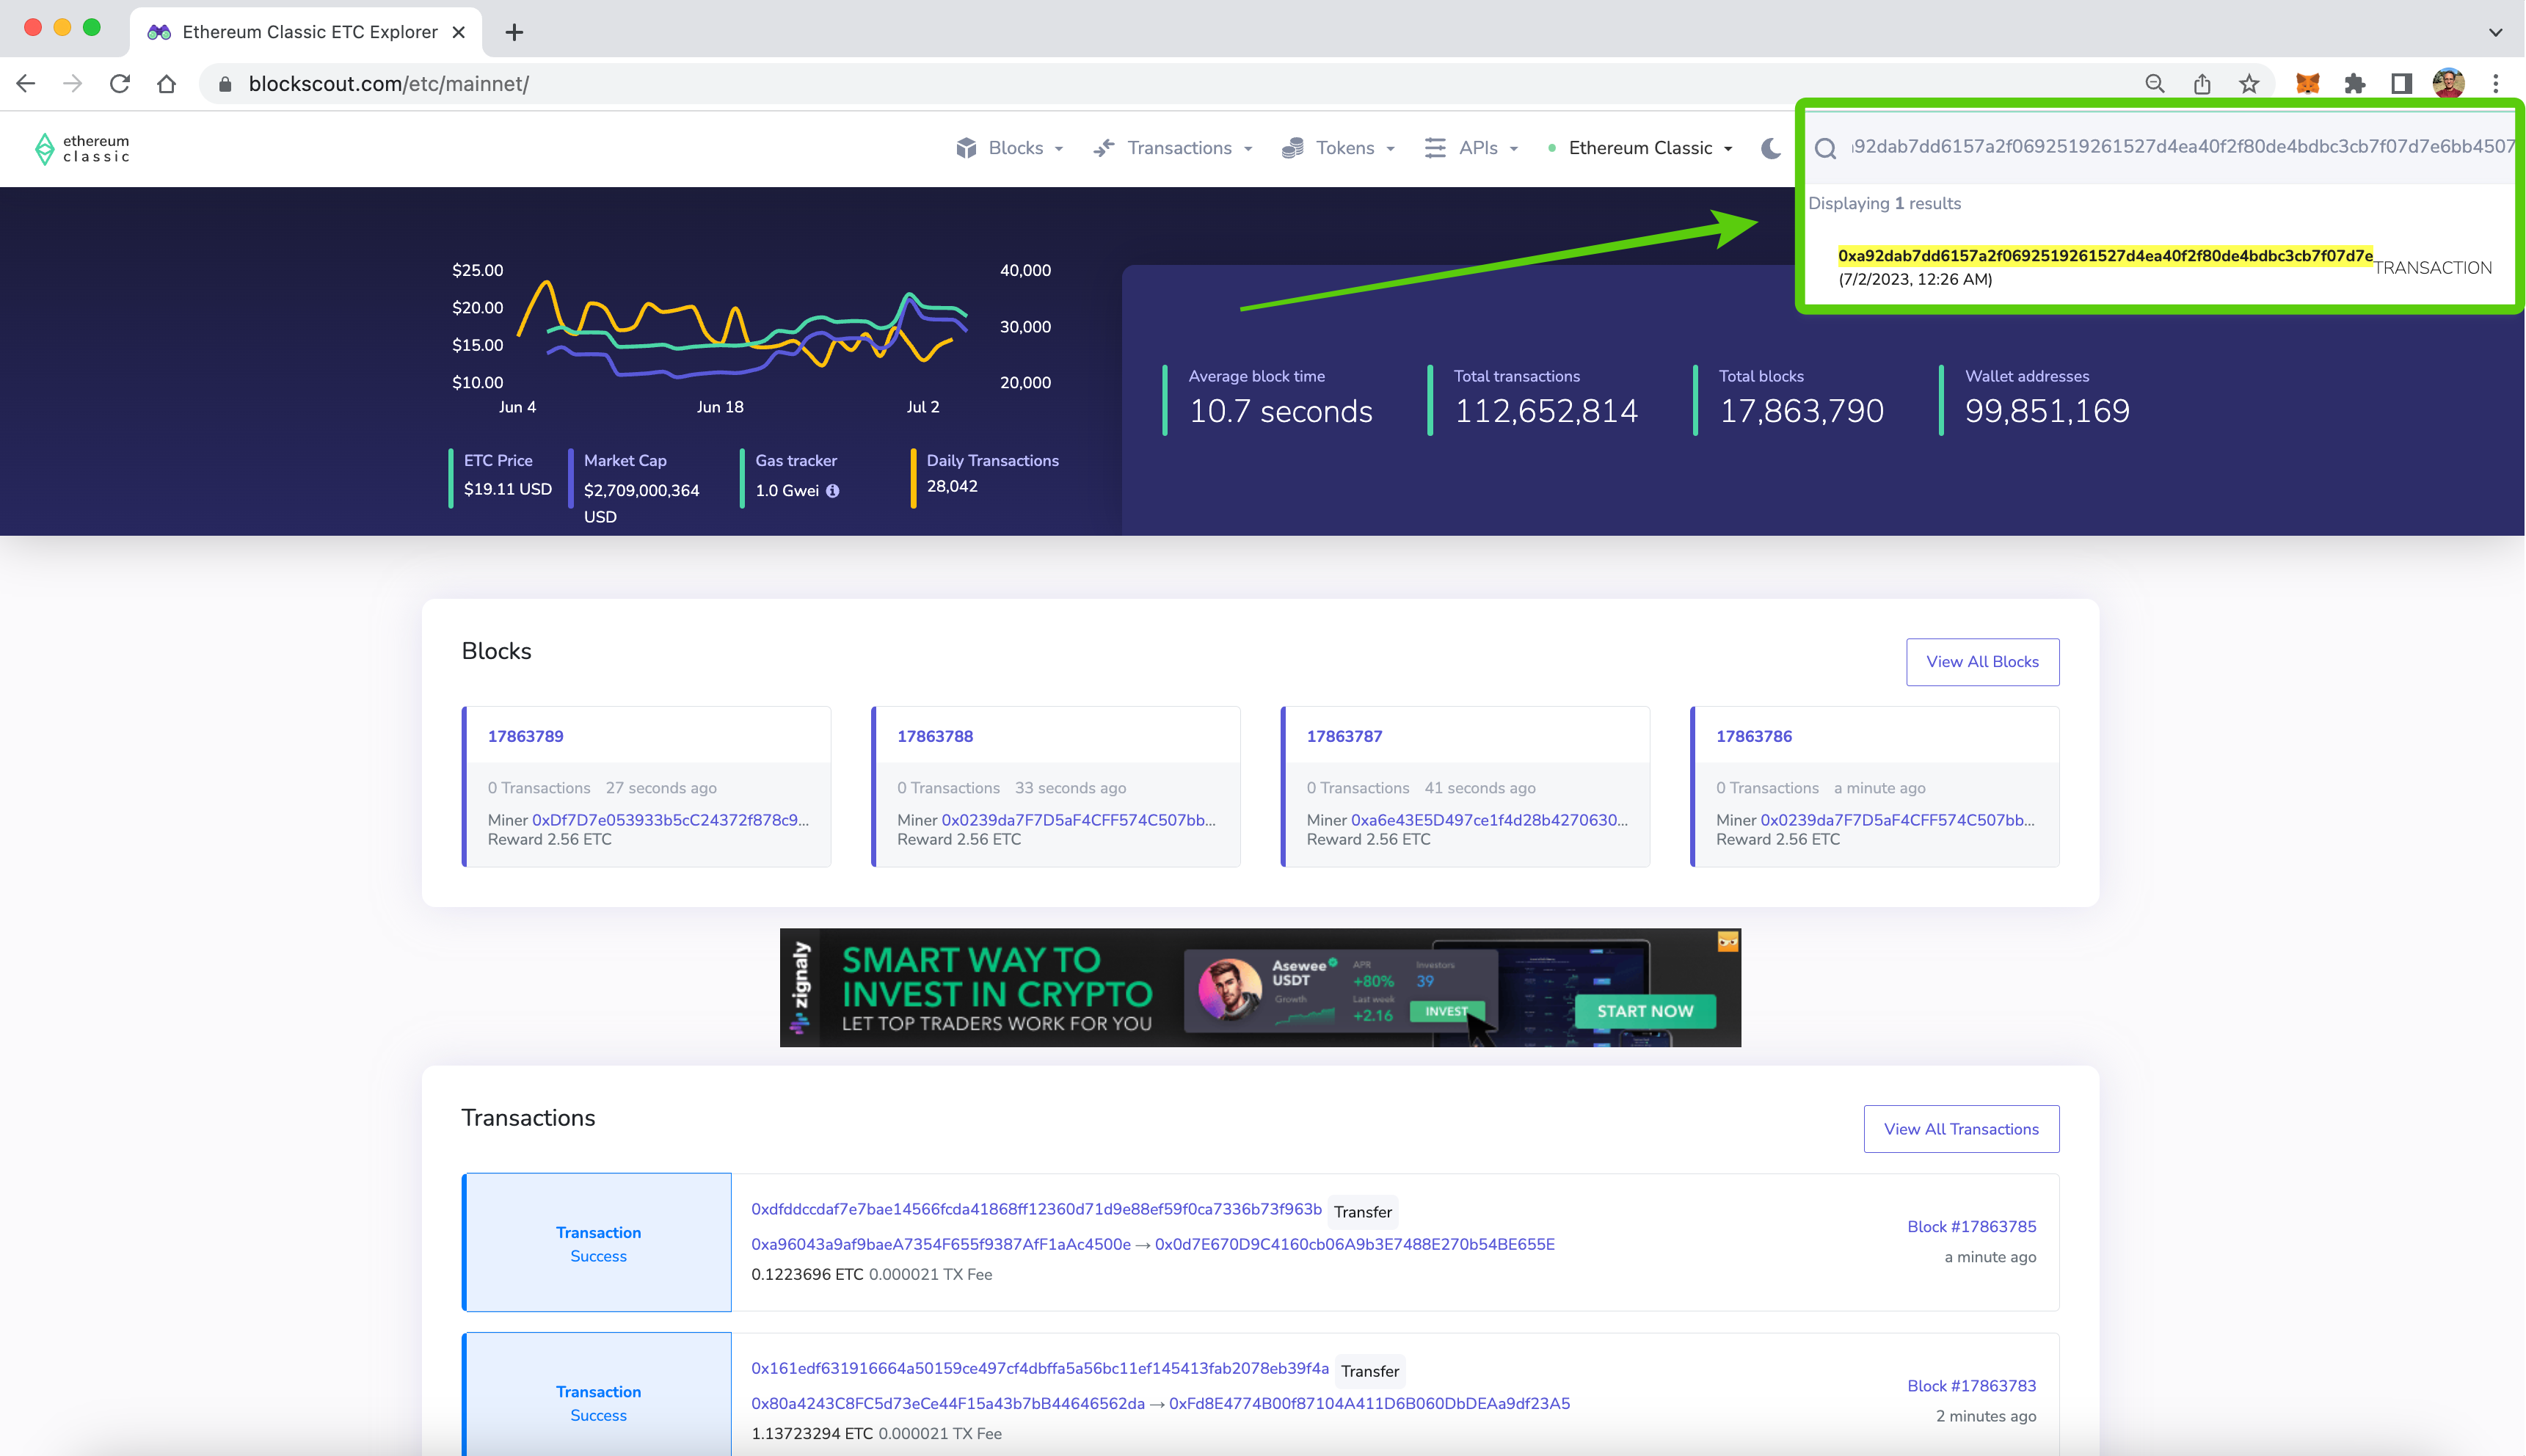 Ethereum Classic ETC Explorer
blockscout.com/etc/mainnet/
ethereum
classic
Blocks
Transactions
Tokens
APIs
Ethereum Classic
92dab7dd6157a2f0692519261527d4ea40f2f80de4bdbc3cb7f07d7e6bb4507
Displaying 1 results
0xa92dab7dd6157a2f0692519261527d4ea40f2f80de4bdbc3cb7f07d7e
TRANSACTION
(7/2/2023, 12:26 AM)
$25.00
$20.00
$15.00
$10.00
40,000
30,000
20,000
Jun 4
Jun 18
Jul 2
ETC Price
$19.11 USD
Market Cap
$2,709,000,364
USD
Gas tracker
1.0 Gwei
Daily Transactions
28,042
Average block time
10.7 seconds
Total transactions
112,652,814
Total blocks
17,863,790
Wallet addresses
99,851,169
Blocks
View All Blocks
17863789
0 Transactions 27 seconds ago
Miner 0xDf7D7e053933b5cC24372f878c9...
Reward 2.56 ETC
17863788
0 Transactions 33 seconds ago
Miner 0x0239da7F7D5aF4CFF574C507bb...
Reward 2.56 ETC
17863787
0 Transactions 41 seconds ago
Miner 0xa6e43E5D497ce1f4d28b4270630...
Reward 2.56 ETC
17863786
0 Transactions a minute ago
Miner 0x0239da7F7D5aF4CFF574C507bb...
Reward 2.56 ETC
zignaly
SMART WAY TO
INVEST IN CRYPTO
LET TOP TRADERS WORK FOR YOU
Asewee
USDT
Growth
APR
+80%
Last week
+2.16
Investors
39
INVEST
START NOW
Transactions
View All Transactions
Transaction
Success
0xdfddccdaf7e7bae14566fcda41868ff12360d71d9e88ef59f0ca7336b73f963b Transfer
0xa96043a9af9baeA7354F655f9387AfF1aAc4500e → 0x0d7E670D9C4160cb06A9b3E7488E270b54BE655E
0.1223696 ETC 0.000021 TX Fee
Block #17863785
a minute ago
Transaction
Success
0x161edf631916664a50159ce497cf4dbffa5a56bc11ef145413fab2078eb39f4a Transfer
0x80a4243C8FC5d73eCe44F15a43b7bB44646562da → 0xFd8E4774B00f87104A411D6B060DbDEAa9df23A5
1.13723294 ETC 0.000021 TX Fee
Block #17863783
2 minutes ago